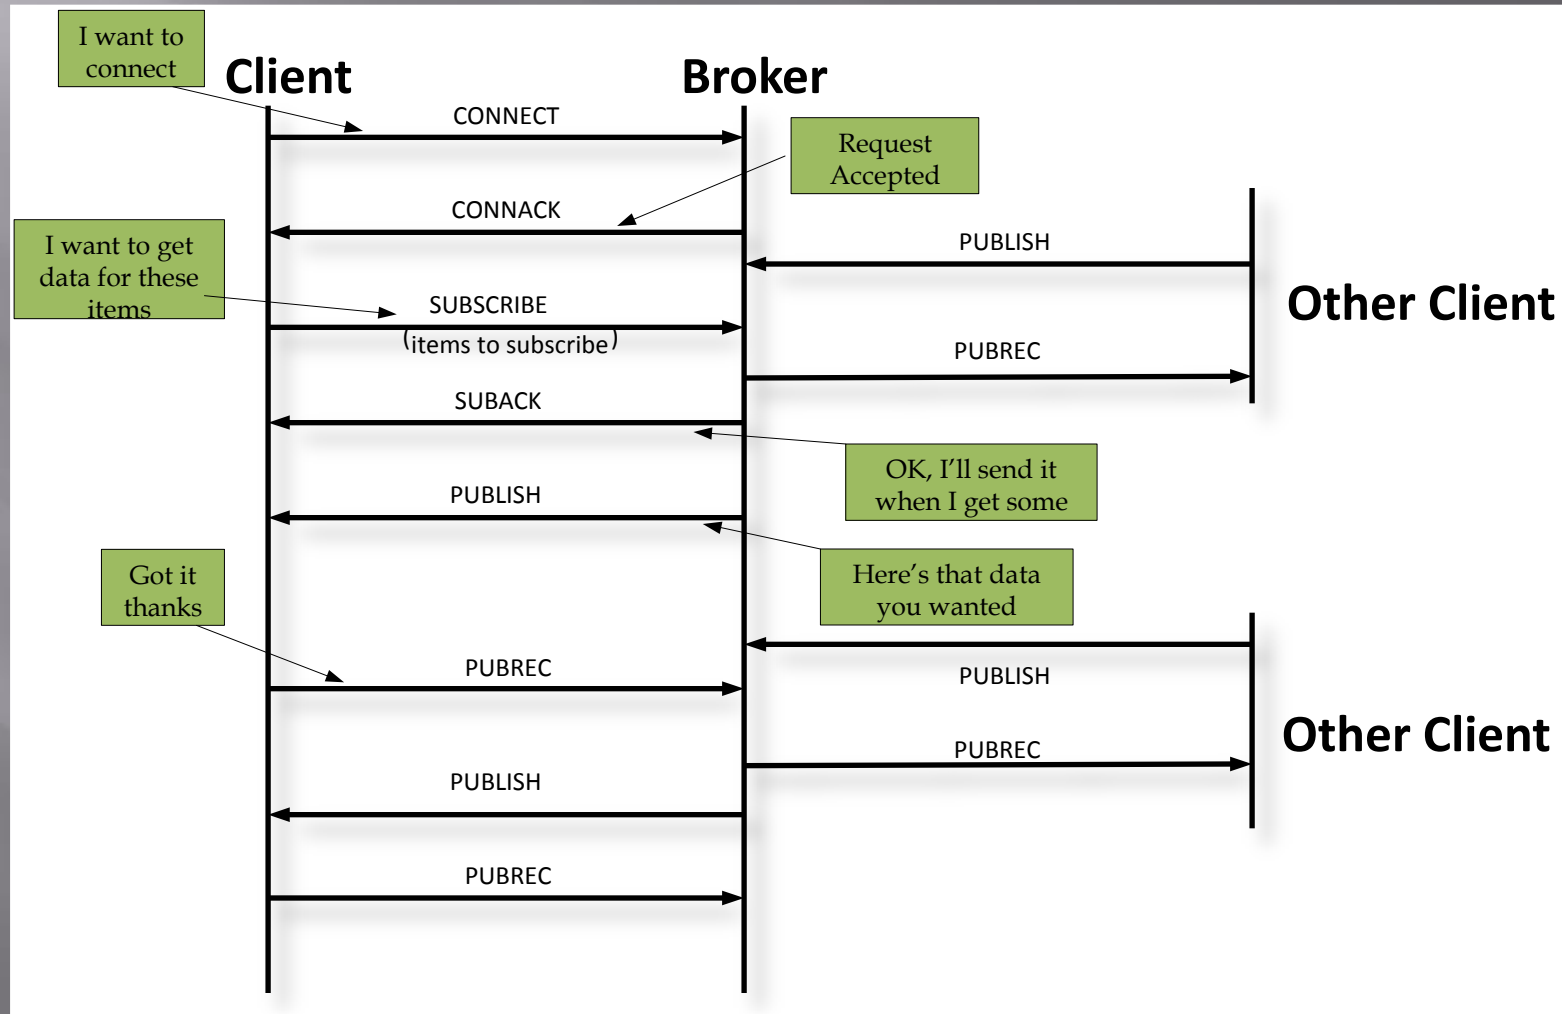 I want to
connect
Client
Broker
CONNECT
Request
Accepted
CONNACK
I want to get
data for these
items
PUBLISH
Other Client
SUBSCRIBE
(items to subscribe)
PUBREC
SUBACK
OK, I’ll send it
when I get some
PUBLISH
Here’s that data
you wanted
Got it
thanks
PUBREC
PUBLISH
Other Client
PUBREC
PUBLISH
PUBREC